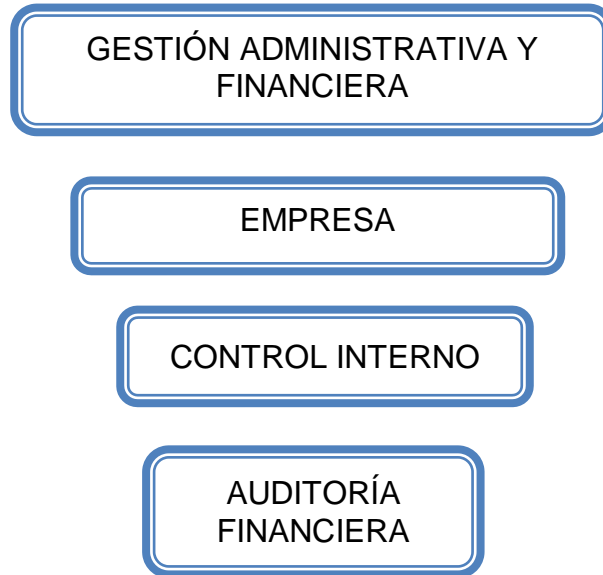 GESTIÓN ADMINISTRATIVA Y
FINANCIERA
EMPRESA
CONTROL INTERNO
AUDITORÍA
FINANCIERA